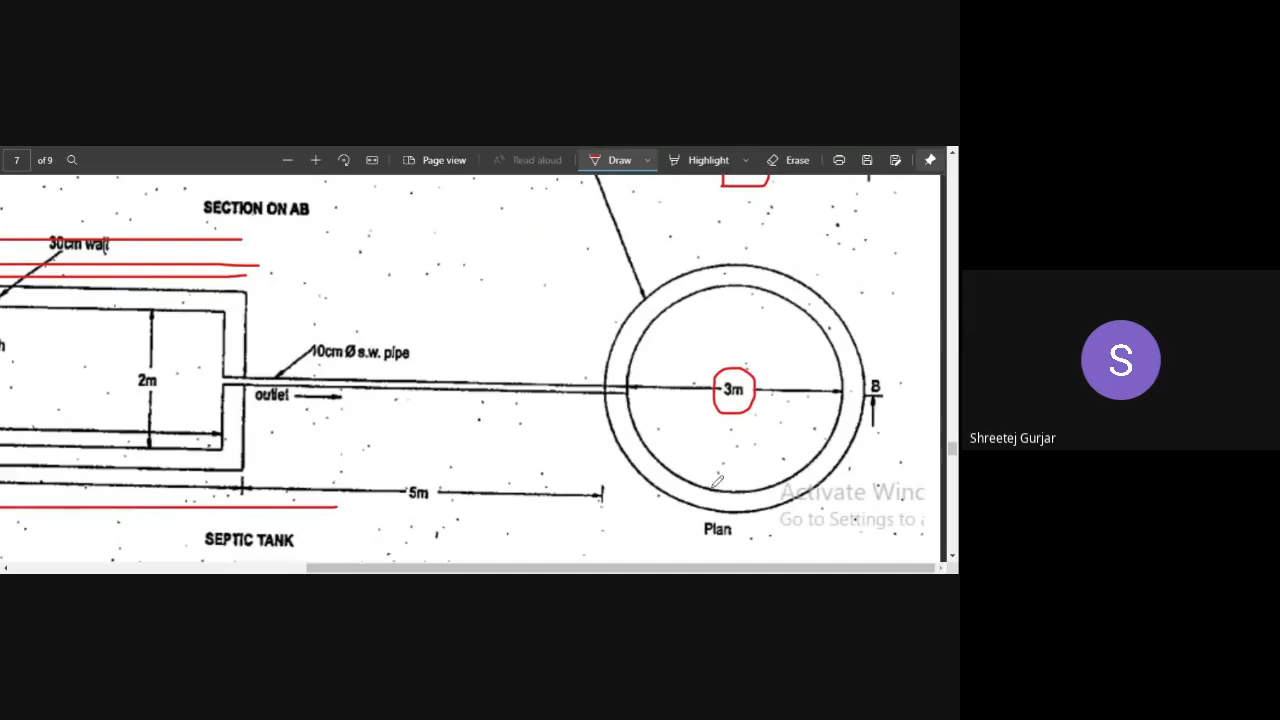 7 of 9 Page view Read aloud Draw Highlight Erase
SECTION ON AB
30cm wall
10cm Ø s.w. pipe
2m
outlet
3m
B
5m
Activate Winc
Go to Settings to a
SEPTIC TANK
Plan
S
Shreetej Gurjar